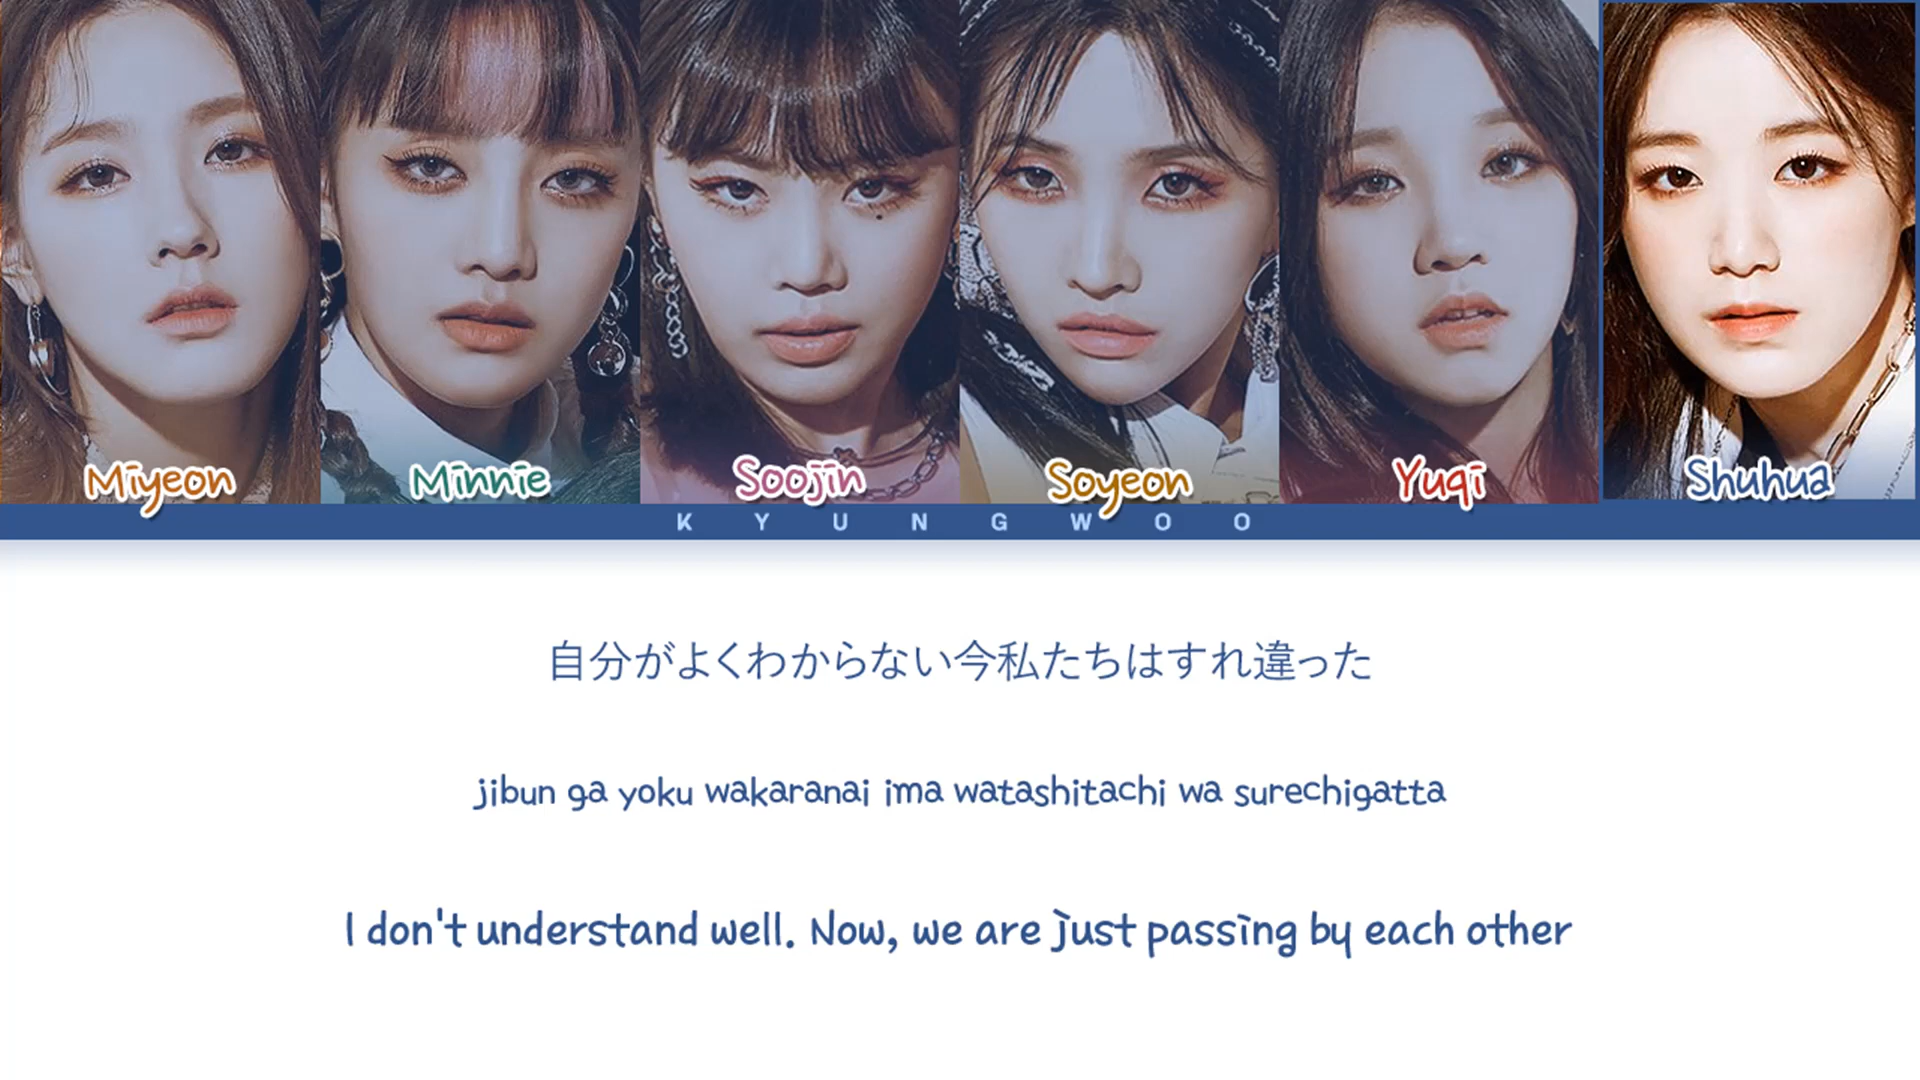 Miyeon
Minnie
Soojin
Soyeon
Yuqi
Shuhua
KYUNGWOO
自分がよくわからない今私たちはすれ違った
jibun ga yoku wakaranai ima watashitachi wa surechigatta
I don't understand well. Now, we are just passing by each other